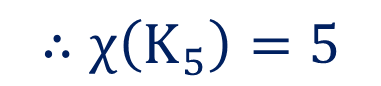 ∴ χ(K₅) = 5